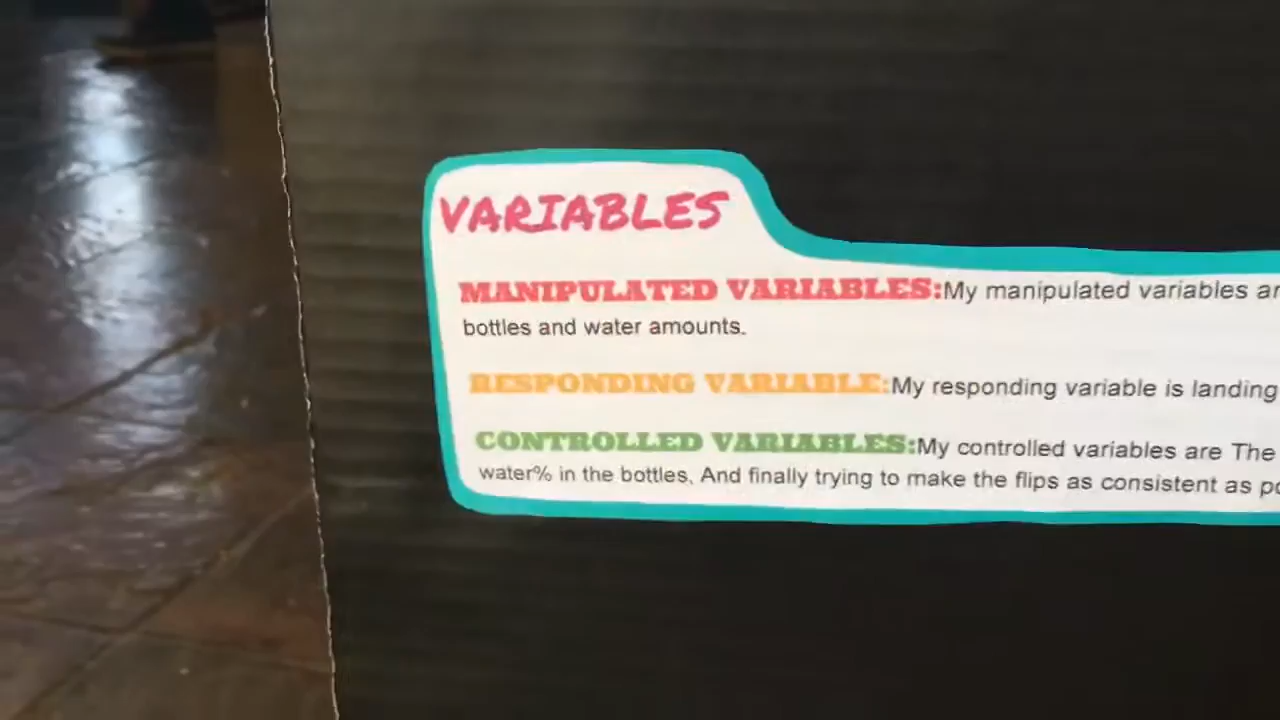 VARIABLES
MANIPULATED VARIABLES:My manipulated variables
bottles and water amounts.
RESPONDING VARIABLE:My responding variable is landing
CONTROLLED VARIABLES:My controlled variables are The
water% in the bottles. And finally trying to make the flips as consistent as